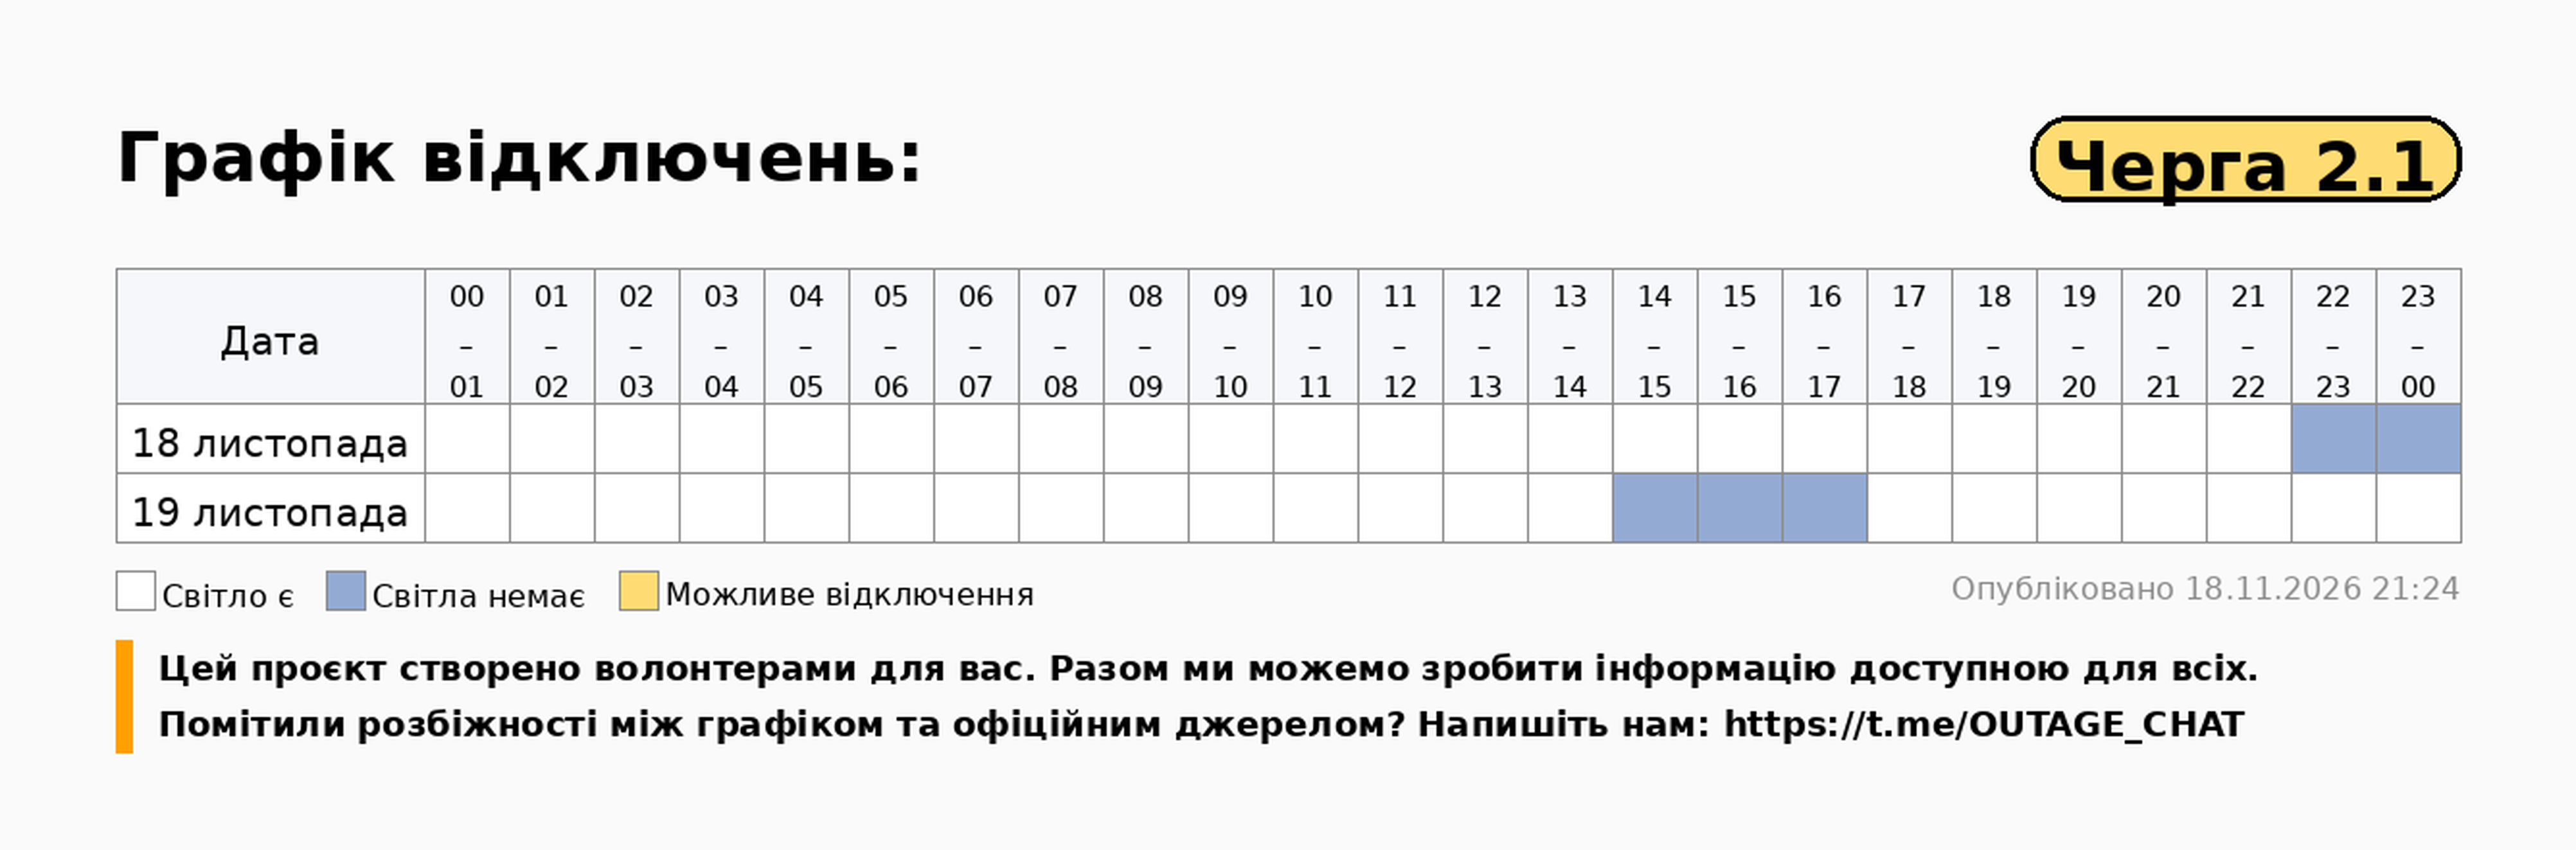 Графік відключень:
Черга 2.1
Дата 00 – 01 01 – 02 02 – 03 03 – 04 04 – 05 05 – 06 06 – 07 07 – 08 08 – 09 09 – 10 10 – 11 11 – 12 12 – 13 13 – 14 14 – 15 15 – 16 16 – 17 17 – 18 18 – 19 19 – 20 20 – 21 21 – 22 22 – 23 23 – 00
18 листопада
19 листопада
Світло є Світла немає Можливе відключення
Опубліковано 18.11.2026 21:24
Цей проєкт створено волонтерами для вас. Разом ми можемо зробити інформацію доступною для всіх.
Помітили розбіжності між графіком та офіційним джерелом? Напишіть нам: https://t.me/OUTAGE_CHAT